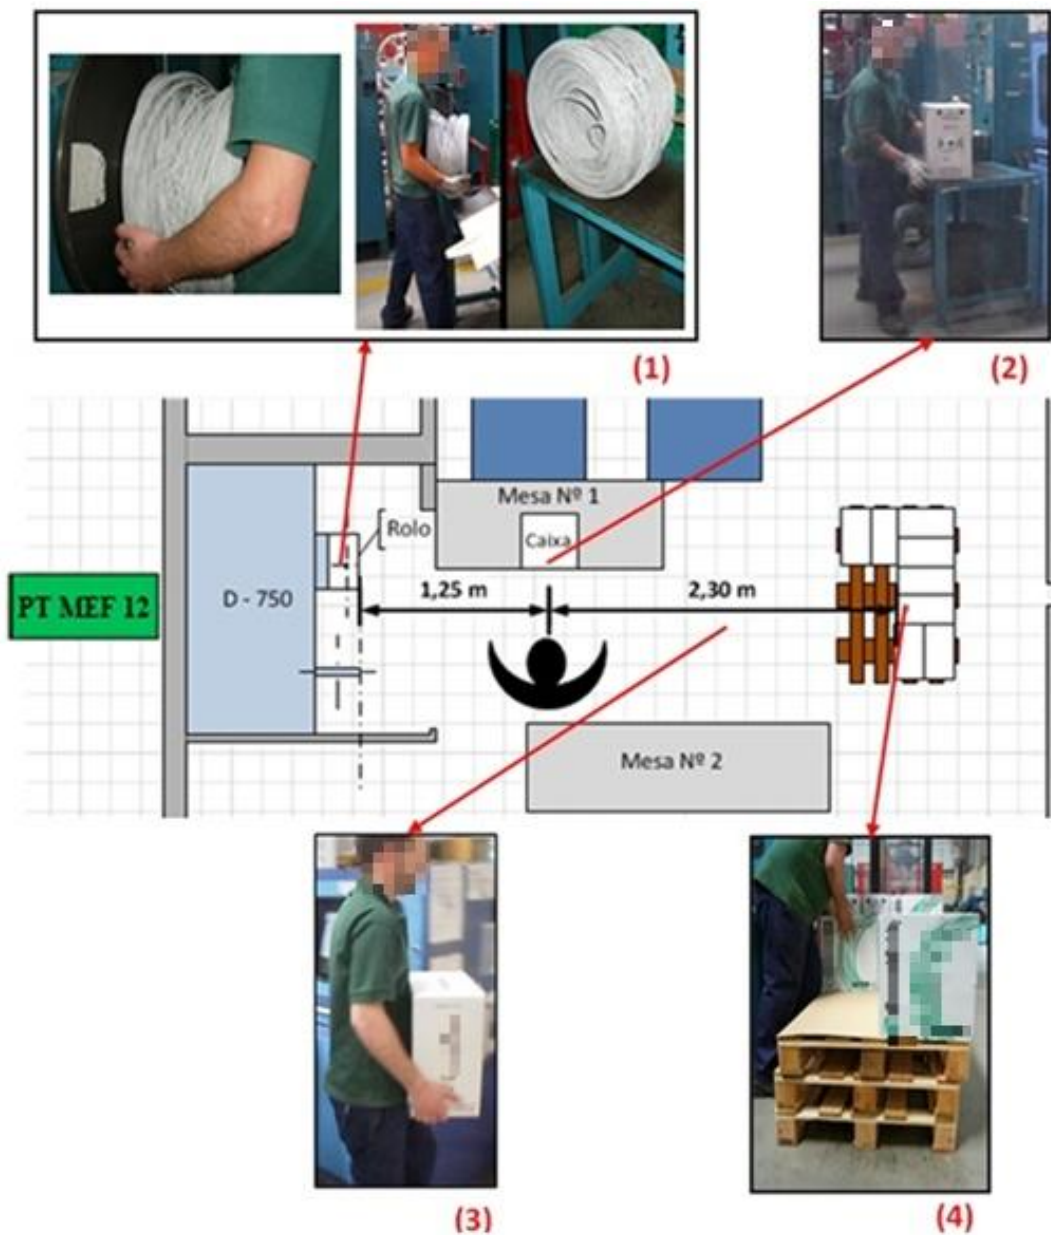 (1)
(2)
Mesa Nº 1
Rolo
Caixa
1,25 m
2,30 m
PT MEF 12
D - 750
Mesa Nº 2
(3)
(4)